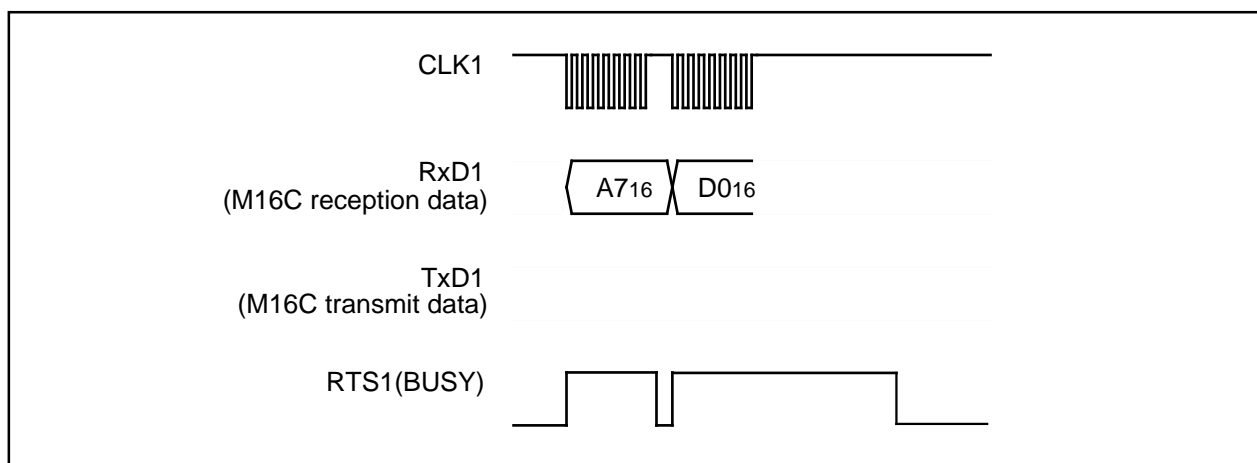 CLK1
RxD1
(M16C reception data)
A716
D016
TxD1
(M16C transmit data)
RTS1(BUSY)